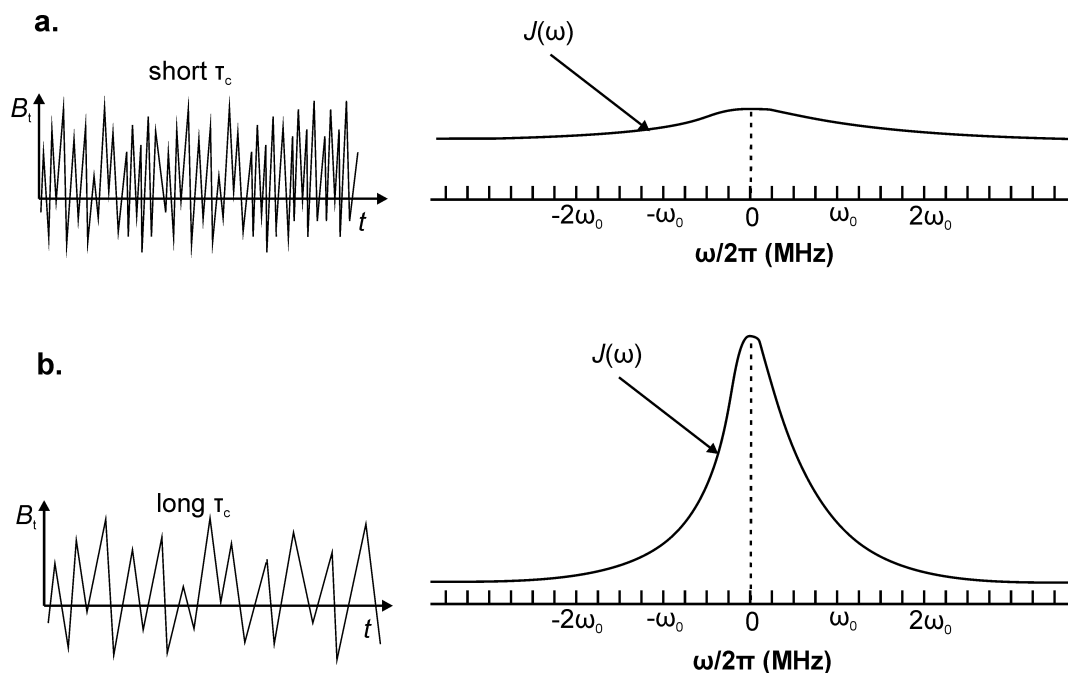 a.
short τc
Bt
t
J(ω)
-2ω₀ -ω₀ 0 ω₀ 2ω₀
ω/2π (MHz)
b.
long τc
Bt
t
J(ω)
-2ω₀ -ω₀ 0 ω₀ 2ω₀
ω/2π (MHz)